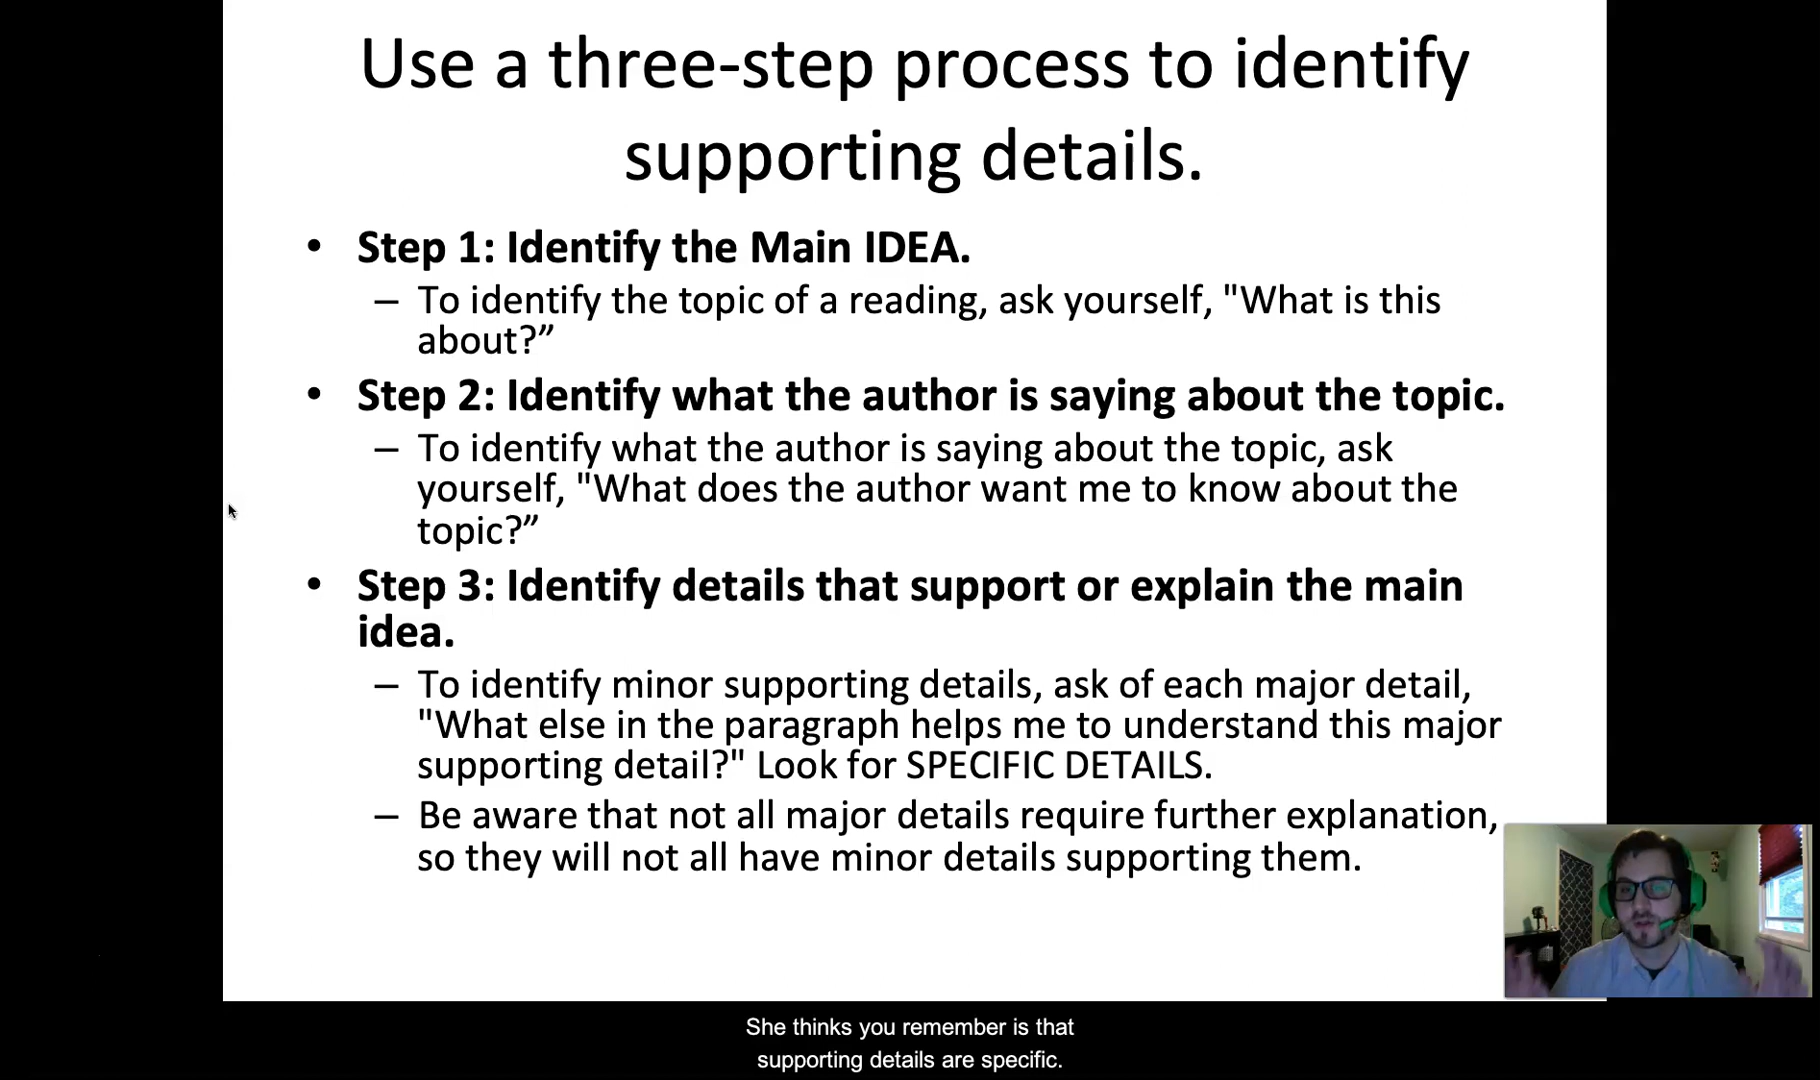 Use a three-step process to identify
supporting details.
• Step 1: Identify the Main IDEA.
– To identify the topic of a reading, ask yourself, "What is this
about?”
• Step 2: Identify what the author is saying about the topic.
– To identify what the author is saying about the topic, ask
yourself, "What does the author want me to know about the
topic?”
• Step 3: Identify details that support or explain the main
idea.
– To identify minor supporting details, ask of each major detail,
"What else in the paragraph helps me to understand this major
supporting detail?" Look for SPECIFIC DETAILS.
– Be aware that not all major details require further explanation,
so they will not all have minor details supporting them.
She thinks you remember is that
supporting details are specific.